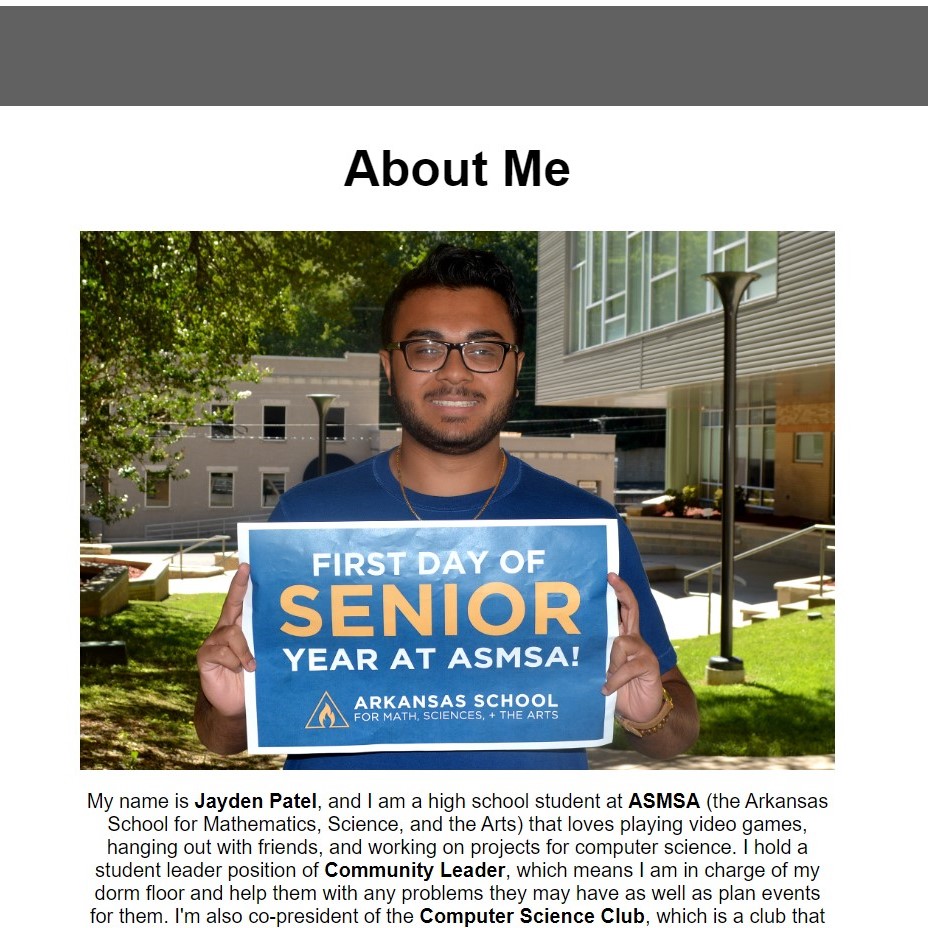 About Me
FIRST DAY OF
SENIOR
YEAR AT ASMSA!
ARKANSAS SCHOOL
FOR MATH, SCIENCES, + THE ARTS
My name is Jayden Patel, and I am a high school student at ASMSA (the Arkansas
School for Mathematics, Science, and the Arts) that loves playing video games,
hanging out with friends, and working on projects for computer science. I hold a
student leader position of Community Leader, which means I am in charge of my
dorm floor and help them with any problems they may have as well as plan events
for them. I'm also co-president of the Computer Science Club, which is a club that